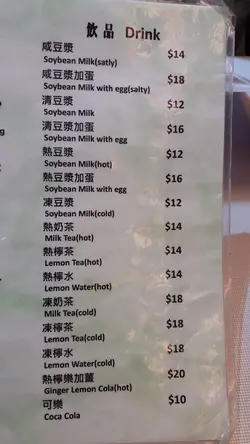 飲品 Drink
咸豆漿 $14
Soybean Milk(satly)
咸豆漿加蛋 $18
Soybean Milk with egg(salty)
清豆漿 $12
Soybean Milk
清豆漿加蛋 $16
Soybean Milk with egg
熱豆漿 $12
Soybean Milk(hot)
熱豆漿加蛋 $16
Soybean Milk with egg
凍豆漿 $12
Soybean Milk(cold)
熱奶茶 $14
Milk Tea(hot)
熱檸茶 $14
Lemon Tea(hot)
熱檸水 $14
Lemon Water(hot)
凍奶茶 $18
Milk Tea(cold)
凍檸茶 $18
Lemon Tea(cold)
凍檸水 $18
Lemon Water(cold)
熱檸樂加薑 $20
Ginger Lemon Cola(hot)
可樂 $10
Coca Cola